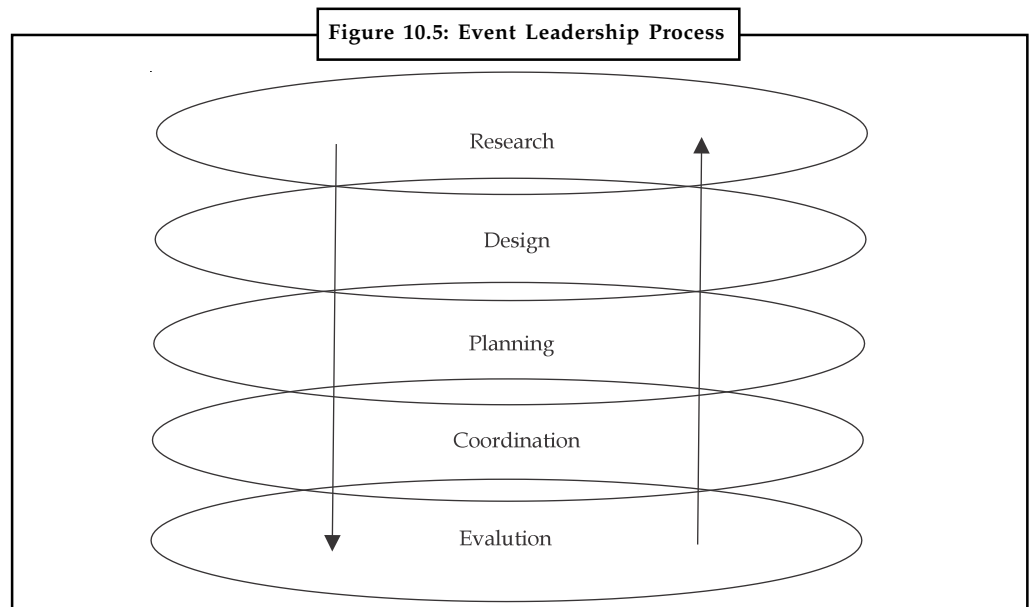 Figure 10.5: Event Leadership Process
Research
Design
Planning
Coordination
Evalution